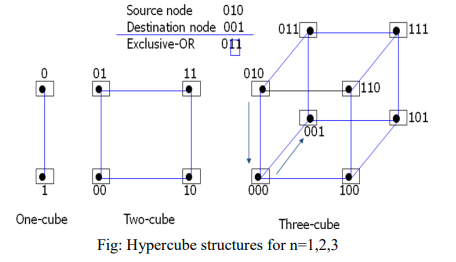 Source node 010
Destination node 001
Exclusive-OR 011
011 111
0 01 11 010
110
101
001
1 00 10 000 100
One-cube Two-cube Three-cube
Fig: Hypercube structures for n=1,2,3